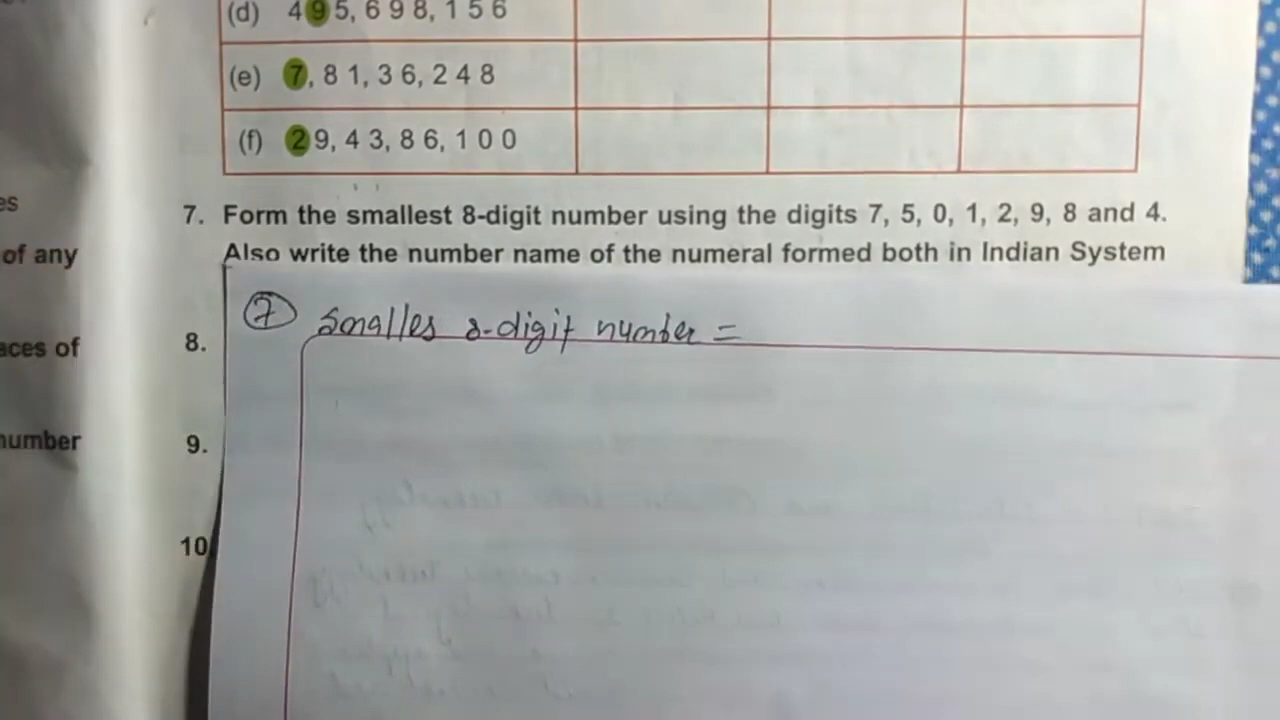 (d) 495, 698, 156
(e) 7, 81, 36, 248
(f) 29, 43, 86, 100
es
of any
aces of
number
7. Form the smallest 8-digit number using the digits 7, 5, 0, 1, 2, 9, 8 and 4.
Also write the number name of the numeral formed both in Indian System
7 Smalles 8-digit number =
8.
9.
10